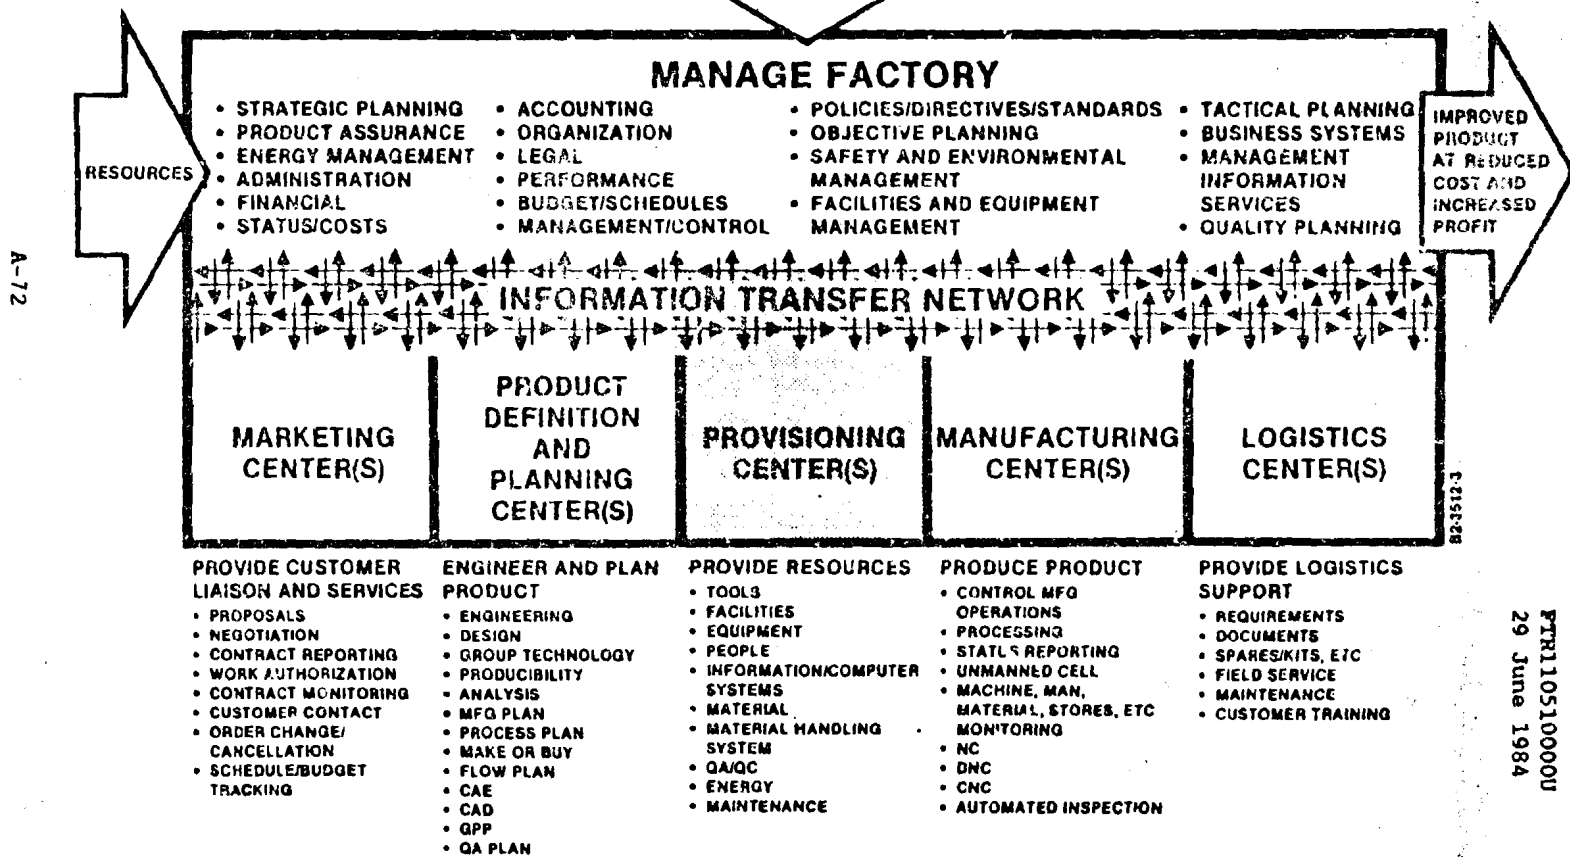 MANAGE FACTORY
• STRATEGIC PLANNING
• PRODUCT ASSURANCE
• ENERGY MANAGEMENT
• ADMINISTRATION
• FINANCIAL
• STATUS/COSTS
• ACCOUNTING
• ORGANIZATION
• LEGAL
• PERFORMANCE
• BUDGET/SCHEDULES
• MANAGEMENT/CONTROL
• POLICIES/DIRECTIVES/STANDARDS
• OBJECTIVE PLANNING
• SAFETY AND ENVIRONMENTAL
MANAGEMENT
• FACILITIES AND EQUIPMENT
MANAGEMENT
• TACTICAL PLANNING
• BUSINESS SYSTEMS
• MANAGEMENT
INFORMATION
SERVICES
• QUALITY PLANNING
RESOURCES
IMPROVED
PRODUCT
AT REDUCED
COST AND
INCREASED
PROFIT
INFORMATION TRANSFER NETWORK
MARKETING
CENTER(S)
PRODUCT
DEFINITION
AND
PLANNING
CENTER(S)
PROVISIONING
CENTER(S)
MANUFACTURING
CENTER(S)
LOGISTICS
CENTER(S)
82-3512-3
PROVIDE CUSTOMER
LIAISON AND SERVICES
• PROPOSALS
• NEGOTIATION
• CONTRACT REPORTING
• WORK AUTHORIZATION
• CONTRACT MONITORING
• CUSTOMER CONTACT
• ORDER CHANGE/
CANCELLATION
• SCHEDULE/BUDGET
TRACKING
ENGINEER AND PLAN
PRODUCT
• ENGINEERING
• DESIGN
• GROUP TECHNOLOGY
• PRODUCIBILITY
• ANALYSIS
• MFG PLAN
• PROCESS PLAN
• MAKE OR BUY
• FLOW PLAN
• CAE
• CAD
• GPP
• QA PLAN
PROVIDE RESOURCES
• TOOLS
• FACILITIES
• EQUIPMENT
• PEOPLE
• INFORMATION/COMPUTER
SYSTEMS
• MATERIAL
• MATERIAL HANDLING
SYSTEM
• QA/QC
• ENERGY
• MAINTENANCE
PRODUCE PRODUCT
• CONTROL MFG
OPERATIONS
• PROCESSING
• STATUS REPORTING
• UNMANNED CELL
• MACHINE, MAN,
MATERIAL, STORES, ETC
MONITORING
• NC
• DNC
• CNC
• AUTOMATED INSPECTION
PROVIDE LOGISTICS
SUPPORT
• REQUIREMENTS
• DOCUMENTS
• SPARES/KITS, ETC
• FIELD SERVICE
• MAINTENANCE
• CUSTOMER TRAINING
A-72
FTR110510000U
29 June 1984